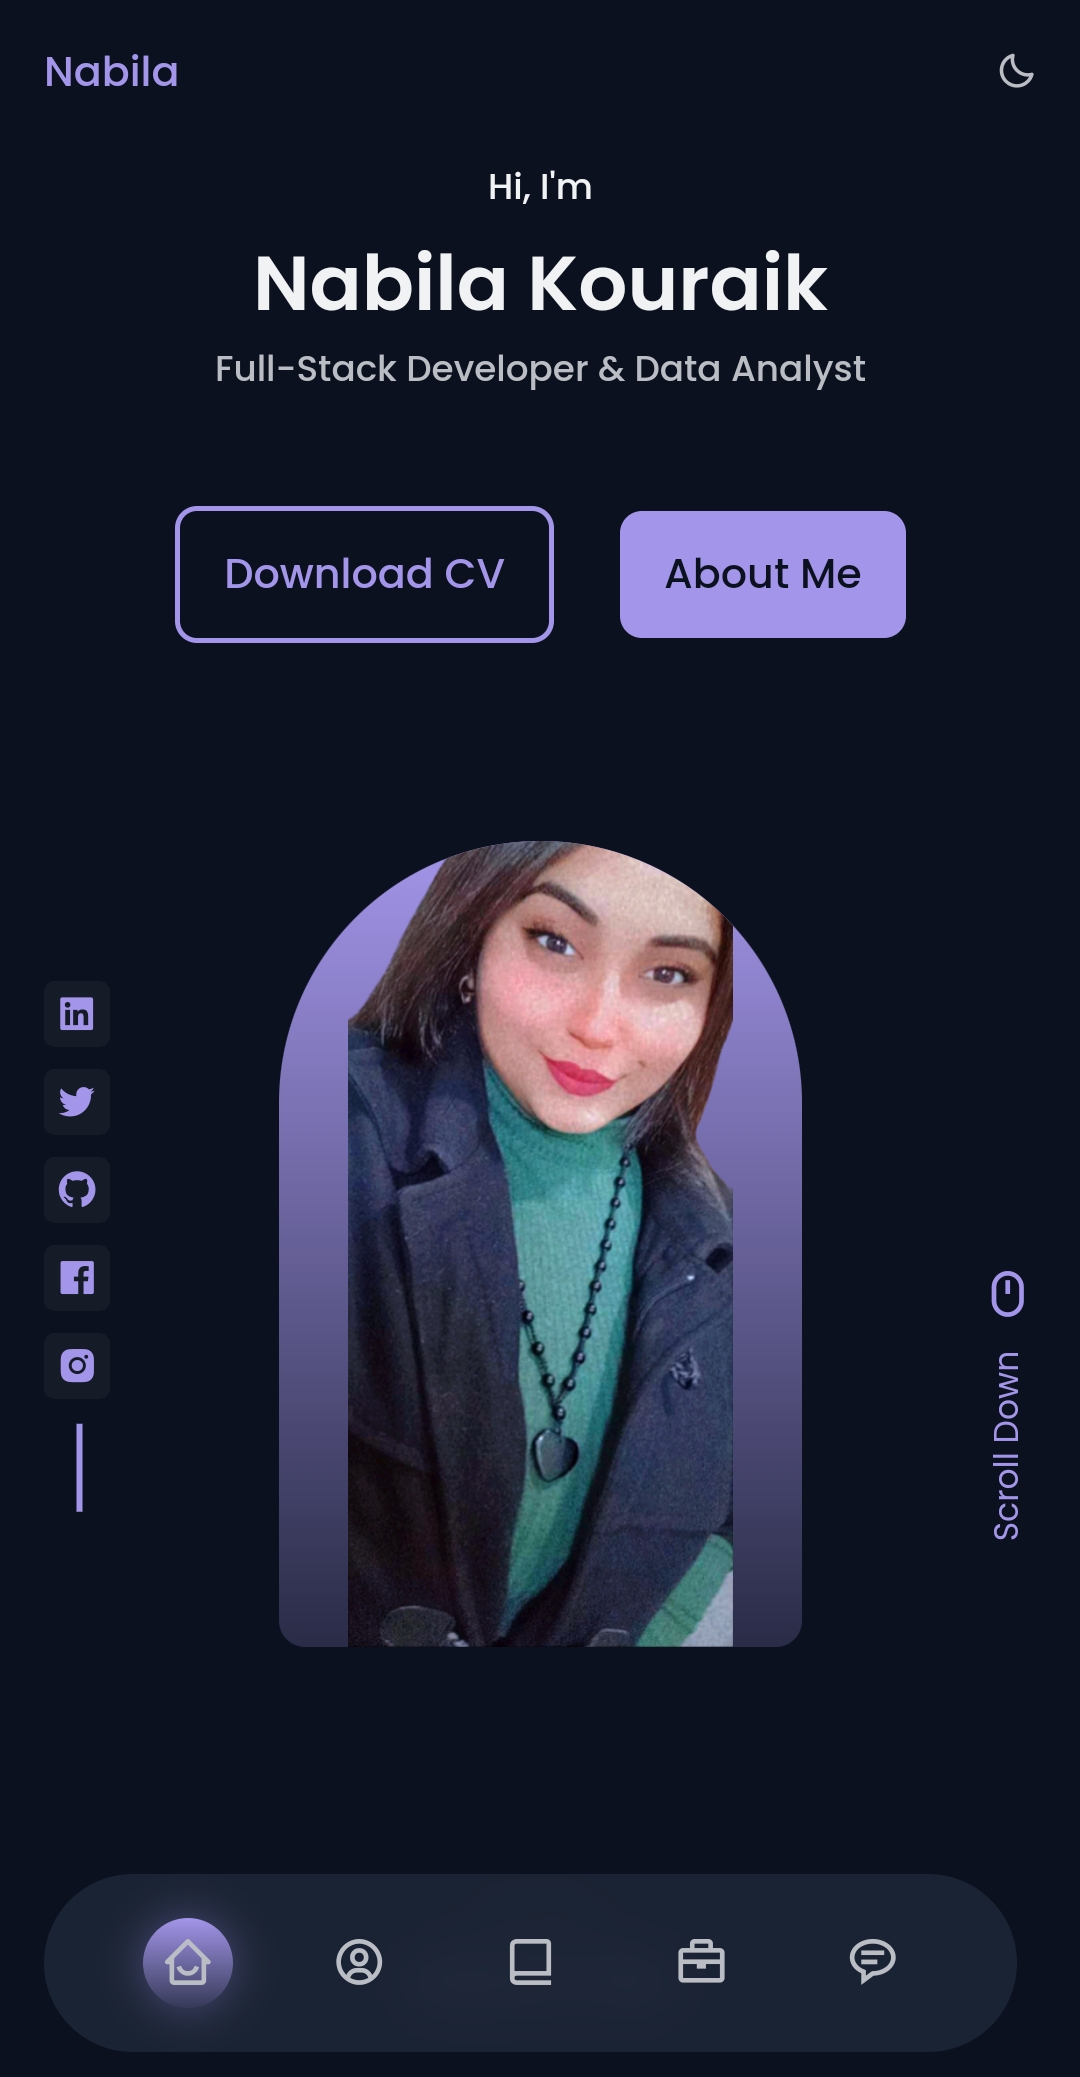 Nabila
Hi, I'm
Nabila Kouraik
Full-Stack Developer & Data Analyst
Download CV
About Me
Scroll Down